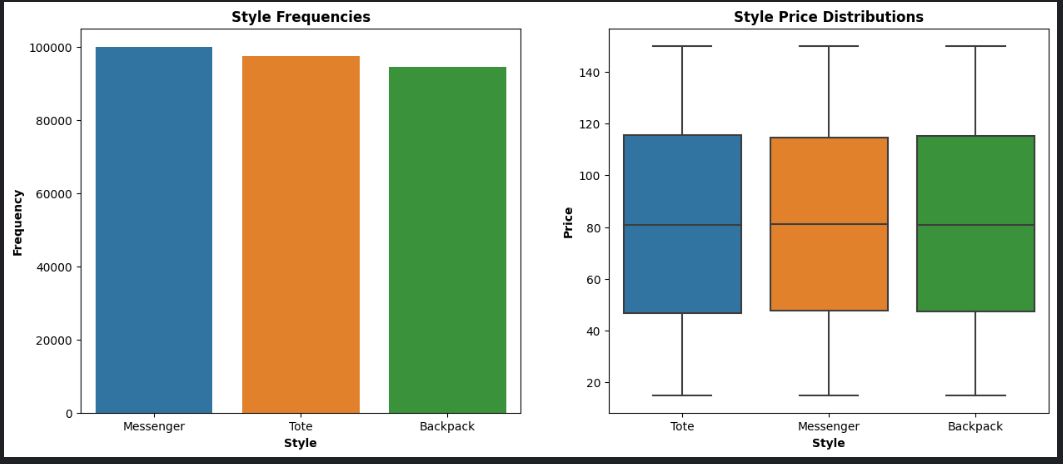 Style Frequencies
Frequency
100000
80000
60000
40000
20000
0
Messenger Tote Backpack
Style
Style Price Distributions
Price
140
120
100
80
60
40
20
Tote Messenger Backpack
Style